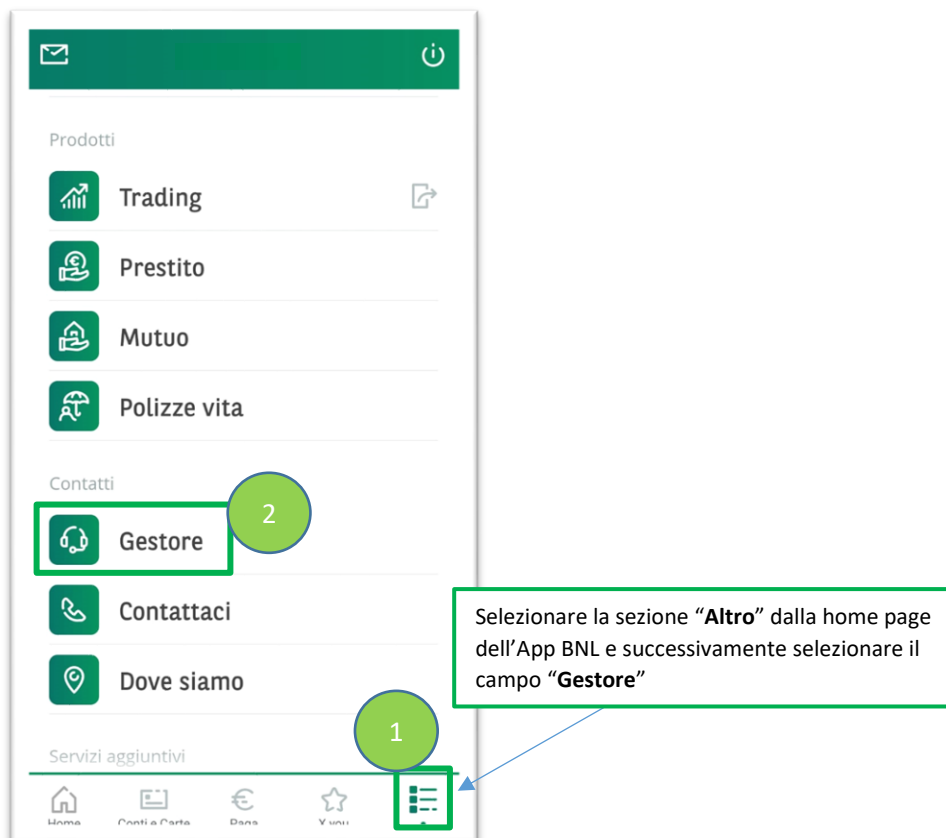 Prodotti
Trading
Prestito
Mutuo
Polizze vita
Contatti
Gestore
2
Contattaci
Dove siamo
1
Servizi aggiuntivi
Home
Conti e Carte
Paga
X you
Selezionare la sezione “Altro” dalla home page
dell’App BNL e successivamente selezionare il
campo “Gestore”